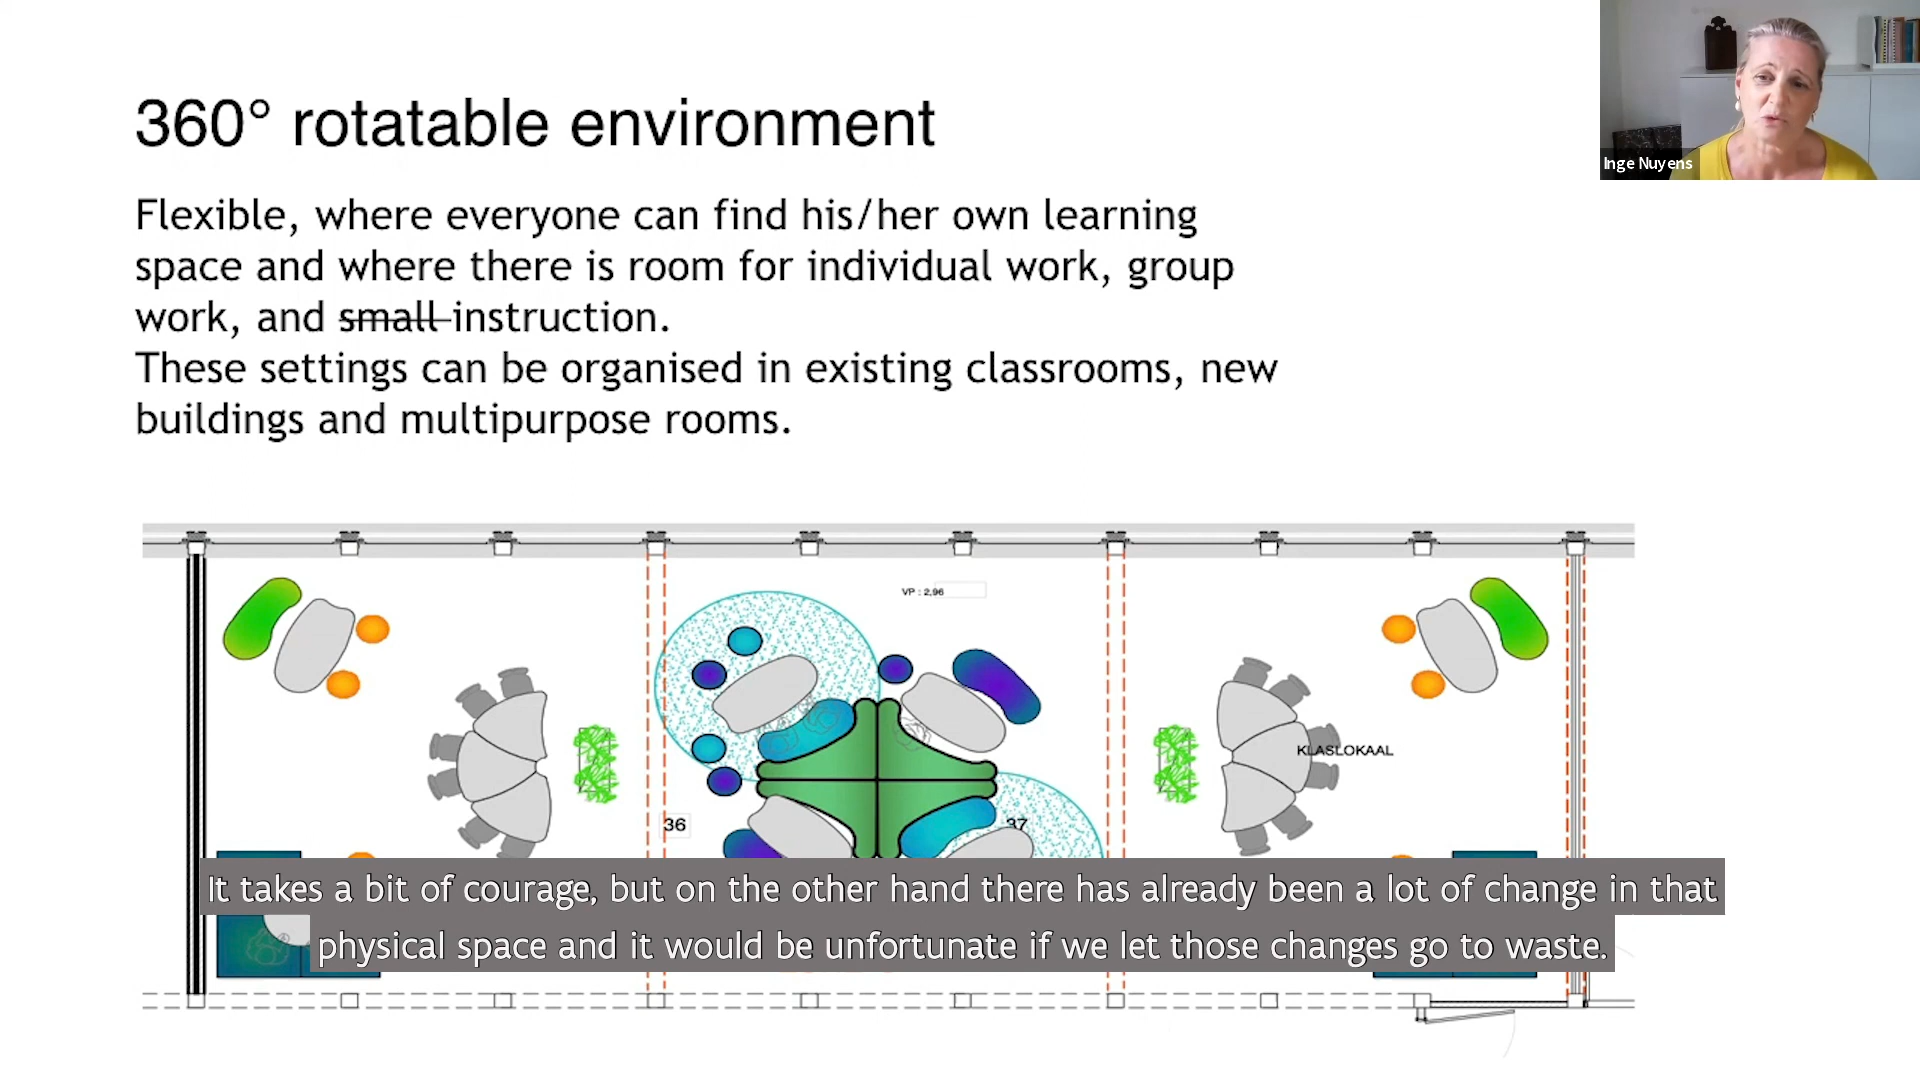 360° rotatable environment
Inge Nuyens
Flexible, where everyone can find his/her own learning
space and where there is room for individual work, group
work, and small instruction.
These settings can be organised in existing classrooms, new
buildings and multipurpose rooms.
VP : 2,96
KLASLOKAAL
36
37
It takes a bit of courage, but on the other hand there has already been a lot of change in that
physical space and it would be unfortunate if we let those changes go to waste.